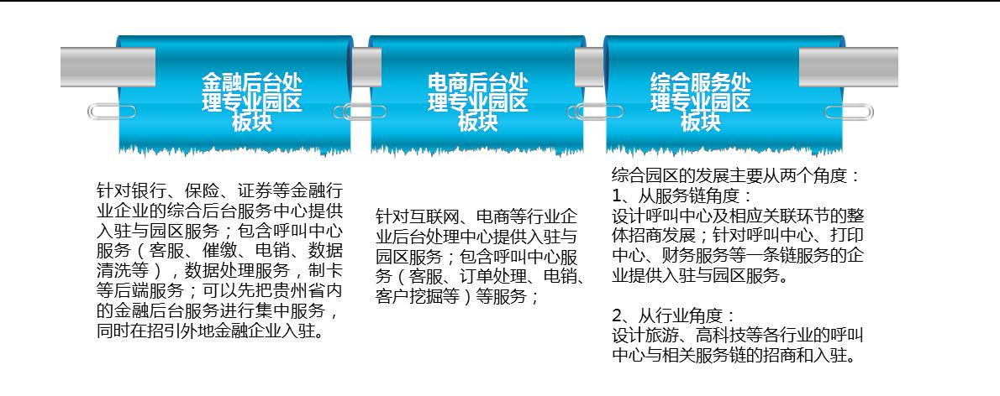 金融后台处
理专业园区
板块
电商后台处
理专业园区
板块
综合服务处
理专业园区
板块
针对银行、保险、证券等金融行
业企业的综合后台服务中心提供
入驻与园区服务；包含呼叫中心
服务（客服、催缴、电销、数据
清洗等），数据处理服务，制卡
等后端服务；可以先把贵州省内
的金融后台服务进行集中服务，
同时在招引外地金融企业入驻。
针对互联网、电商等行业企
业后台处理中心提供入驻与
园区服务；包含呼叫中心服
务（客服、订单处理、电销、
客户挖掘等）等服务；
综合园区的发展主要从两个角度：
1、从服务链角度：
设计呼叫中心及相应关联环节的整
体招商发展；针对呼叫中心、打印
中心、财务服务等一条链服务的企
业提供入驻与园区服务。
2、从行业角度：
设计旅游、高科技等各行业的呼叫
中心与相关服务链的招商和入驻。